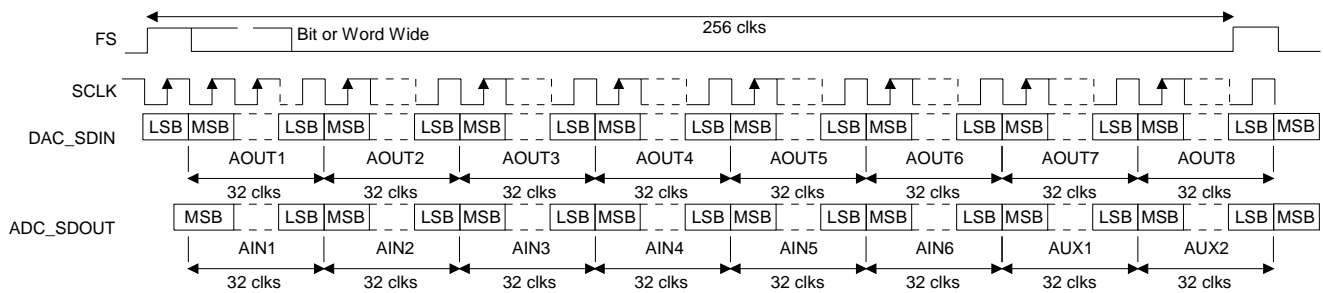 256 clks
FS
Bit or Word Wide
SCLK
DAC_SDIN
LSB MSB LSB MSB LSB MSB LSB MSB LSB MSB LSB MSB LSB MSB LSB MSB LSB MSB
AOUT1 AOUT2 AOUT3 AOUT4 AOUT5 AOUT6 AOUT7 AOUT8
32 clks 32 clks 32 clks 32 clks 32 clks 32 clks 32 clks 32 clks
ADC_SDOUT
MSB LSB MSB LSB MSB LSB MSB LSB MSB LSB MSB LSB MSB LSB MSB LSB MSB
AIN1 AIN2 AIN3 AIN4 AIN5 AIN6 AUX1 AUX2
32 clks 32 clks 32 clks 32 clks 32 clks 32 clks 32 clks 32 clks